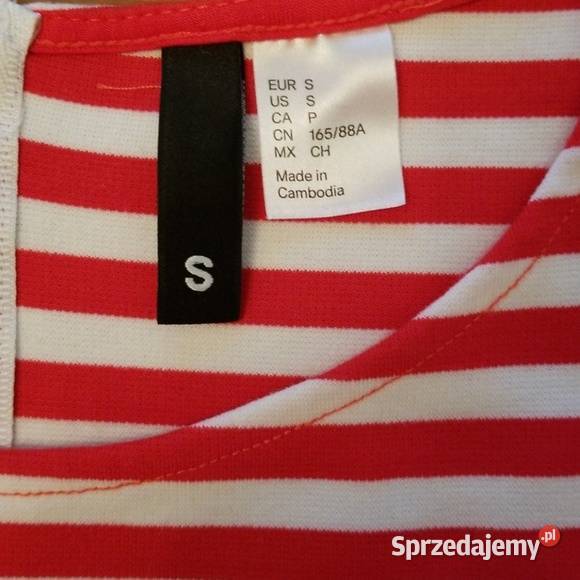 EUR S
US S
CA P
CN 165/88A
MX CH
Made in
Cambodia
S
Sprzedajemy.pl